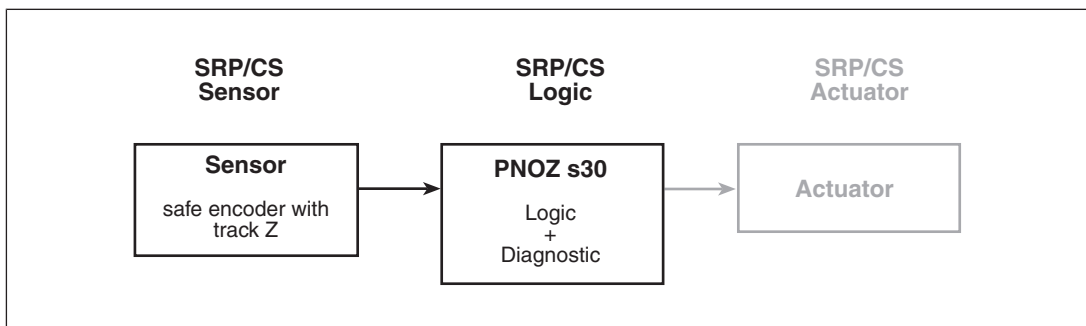 SRP/CS
Sensor
SRP/CS
Logic
SRP/CS
Actuator
Sensor
safe encoder with
track Z
PNOZ s30
Logic
+
Diagnostic
Actuator